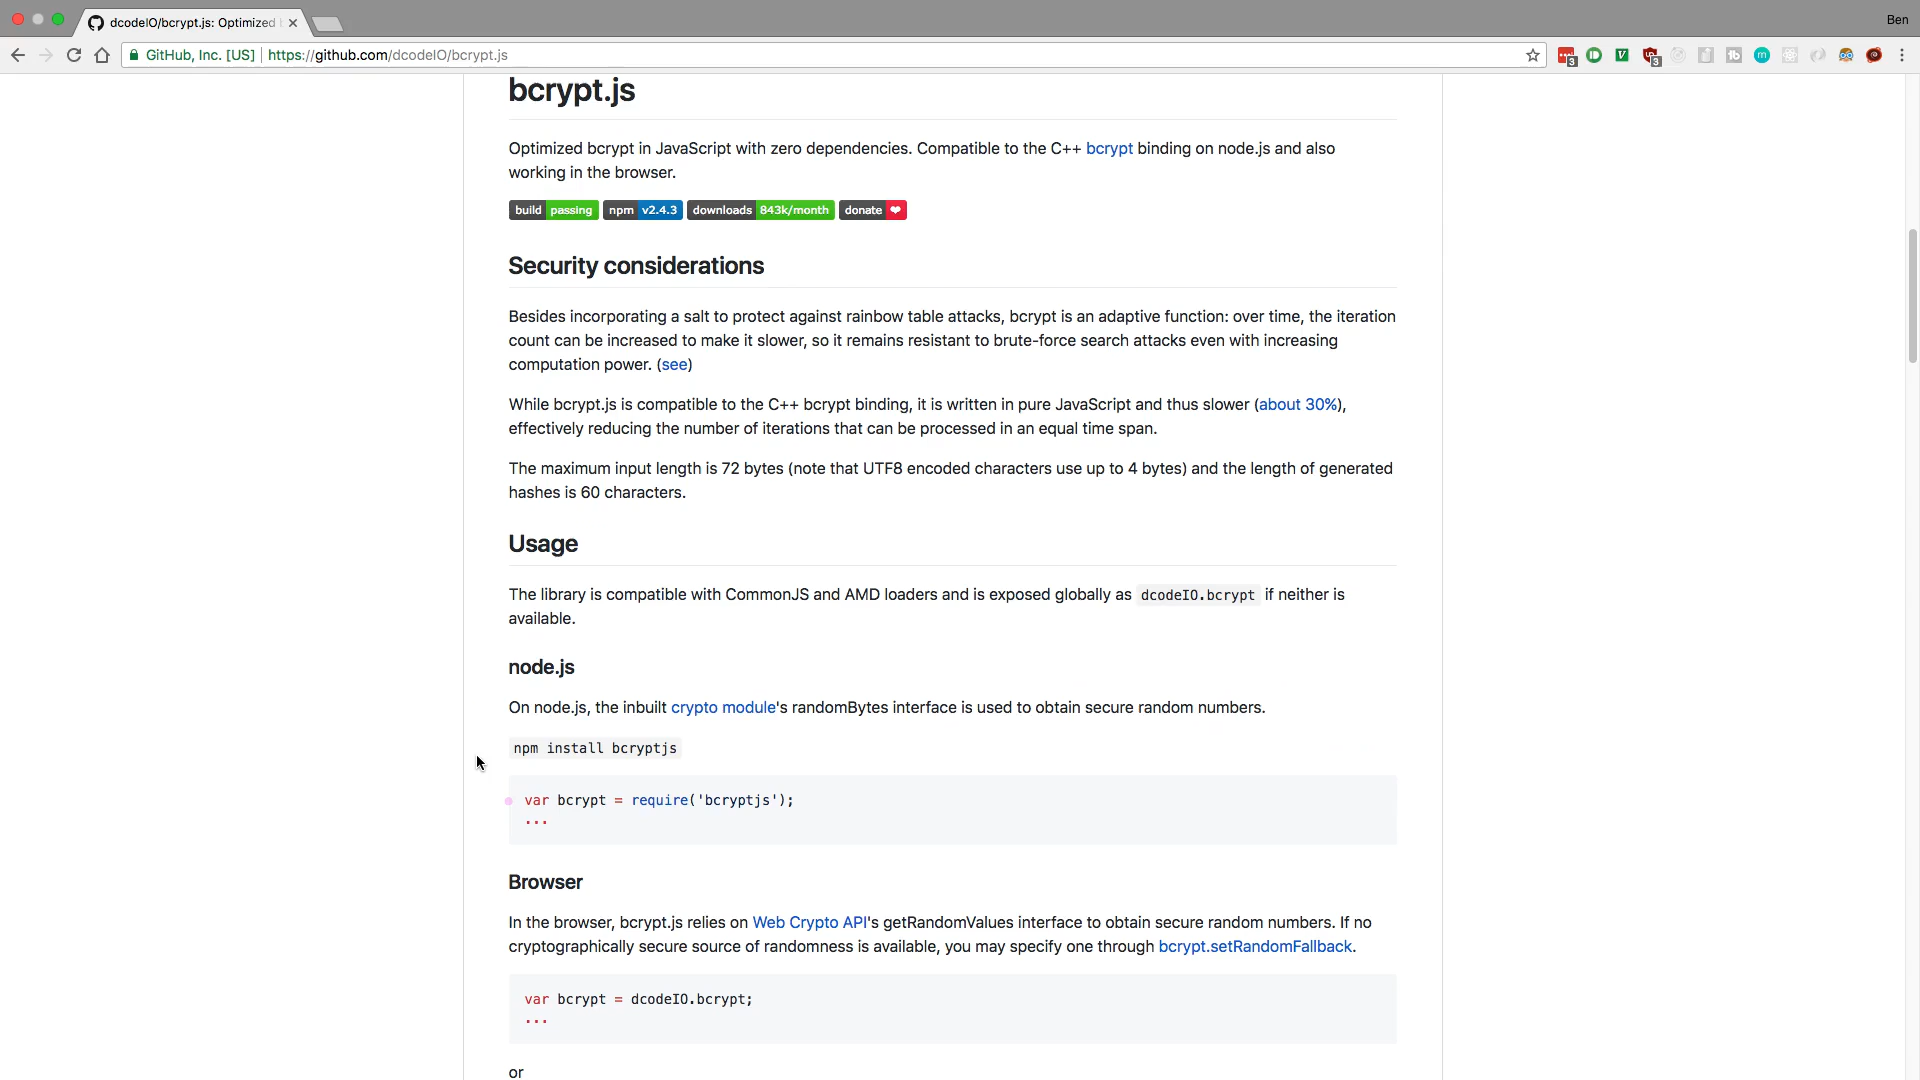 dcodeIO/bcrypt.js: Optimized
Ben
GitHub, Inc. [US] | https://github.com/dcodeIO/bcrypt.js
3
3
bcrypt.js
Optimized bcrypt in JavaScript with zero dependencies. Compatible to the C++ bcrypt binding on node.js and also
working in the browser.
build passing npm v2.4.3 downloads 843k/month donate ❤
Security considerations
Besides incorporating a salt to protect against rainbow table attacks, bcrypt is an adaptive function: over time, the iteration
count can be increased to make it slower, so it remains resistant to brute-force search attacks even with increasing
computation power. (see)
While bcrypt.js is compatible to the C++ bcrypt binding, it is written in pure JavaScript and thus slower (about 30%),
effectively reducing the number of iterations that can be processed in an equal time span.
The maximum input length is 72 bytes (note that UTF8 encoded characters use up to 4 bytes) and the length of generated
hashes is 60 characters.
Usage
The library is compatible with CommonJS and AMD loaders and is exposed globally as dcodeIO.bcrypt if neither is
available.
node.js
On node.js, the inbuilt crypto module's randomBytes interface is used to obtain secure random numbers.
npm install bcryptjs
var bcrypt = require('bcryptjs');
...
Browser
In the browser, bcrypt.js relies on Web Crypto API's getRandomValues interface to obtain secure random numbers. If no
cryptographically secure source of randomness is available, you may specify one through bcrypt.setRandomFallback.
var bcrypt = dcodeIO.bcrypt;
...
or